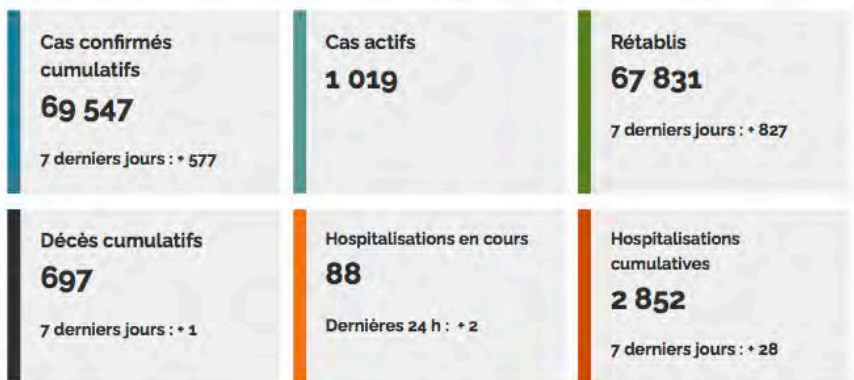 Cas confirmés
cumulatifs
69 547
7 derniers jours : + 577
Cas actifs
1 019
Rétablis
67 831
7 derniers jours : + 827
Décès cumulatifs
697
7 derniers jours : + 1
Hospitalisations en cours
88
Dernières 24 h : + 2
Hospitalisations
cumulatives
2 852
7 derniers jours : + 28